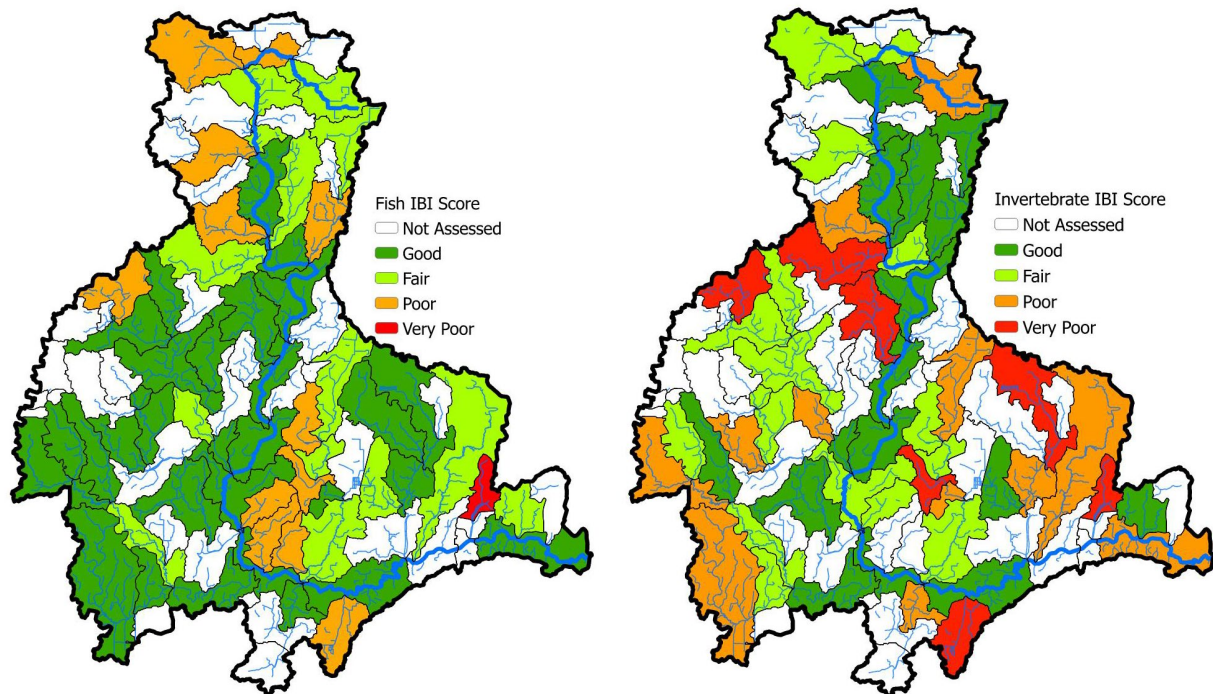 Fish IBI Score
Not Assessed
Good
Fair
Poor
Very Poor
Invertebrate IBI Score
Not Assessed
Good
Fair
Poor
Very Poor